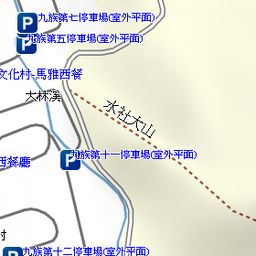 九族第七停車場(室外平面)
九族第五停車場(室外平面)
文化村-馬雅西餐
大林溪
水社大山
九族第十一停車場(室外平面)
西餐廳
村
九族第十二停車場(室外平面)